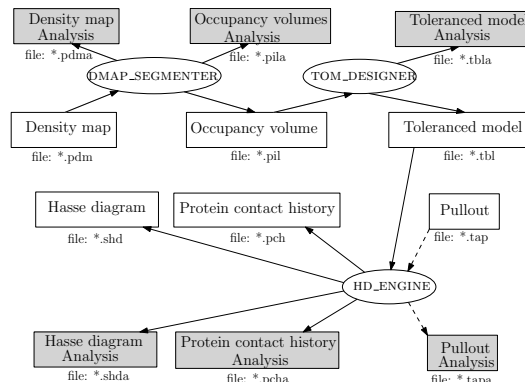 Density map
Analysis
file: *.pdma
Occupancy volumes
Analysis
file: *.pila
Toleranced model
Analysis
file: *.tbla
DMAP_SEGMENTER
TOM_DESIGNER
Density map
file: *.pdm
Occupancy volume
file: *.pil
Toleranced model
file: *.tbl
Hasse diagram
file: *.shd
Protein contact history
file: *.pch
Pullout
file: *.tap
HD_ENGINE
Hasse diagram
Analysis
file: *.shda
Protein contact history
Analysis
file: *.pcha
Pullout
Analysis
file: *.tapa